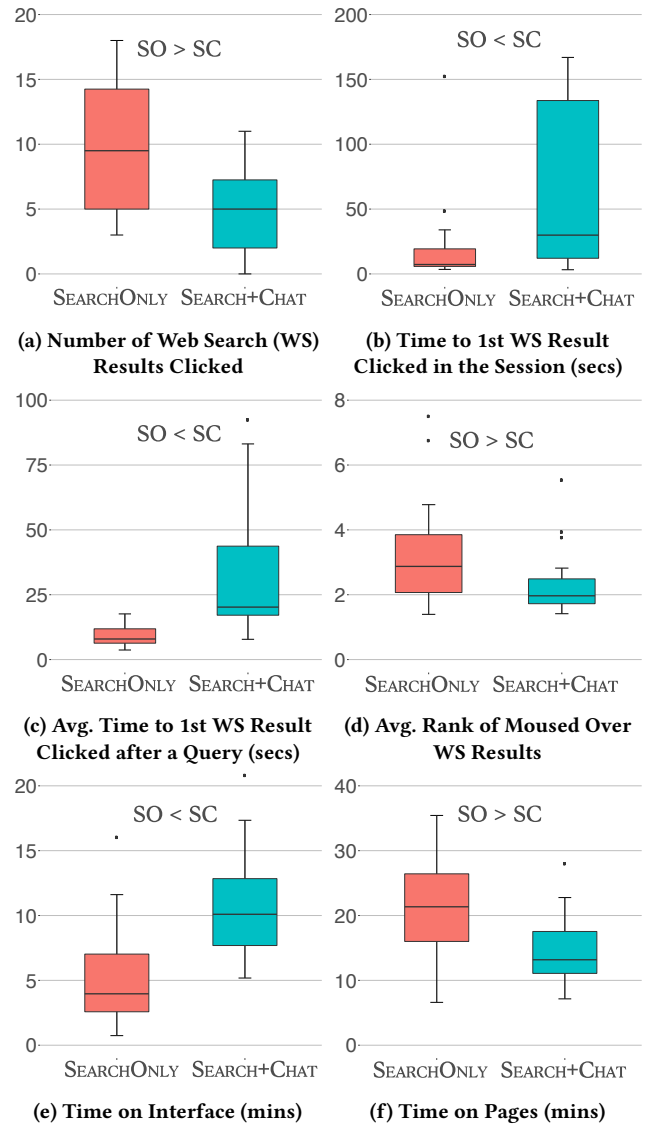 20
15
10
5
0
SO > SC
SEARCHONLY SEARCH+CHAT
(a) Number of Web Search (WS)
Results Clicked
200
150
100
50
0
SO < SC
SEARCHONLY SEARCH+CHAT
(b) Time to 1st WS Result
Clicked in the Session (secs)
100
75
50
25
0
SO < SC
SEARCHONLY SEARCH+CHAT
(c) Avg. Time to 1st WS Result
Clicked after a Query (secs)
8
6
4
2
0
SO > SC
SEARCHONLY SEARCH+CHAT
(d) Avg. Rank of Moused Over
WS Results
20
15
10
5
0
SO < SC
SEARCHONLY SEARCH+CHAT
(e) Time on Interface (mins)
40
30
20
10
0
SO > SC
SEARCHONLY SEARCH+CHAT
(f) Time on Pages (mins)